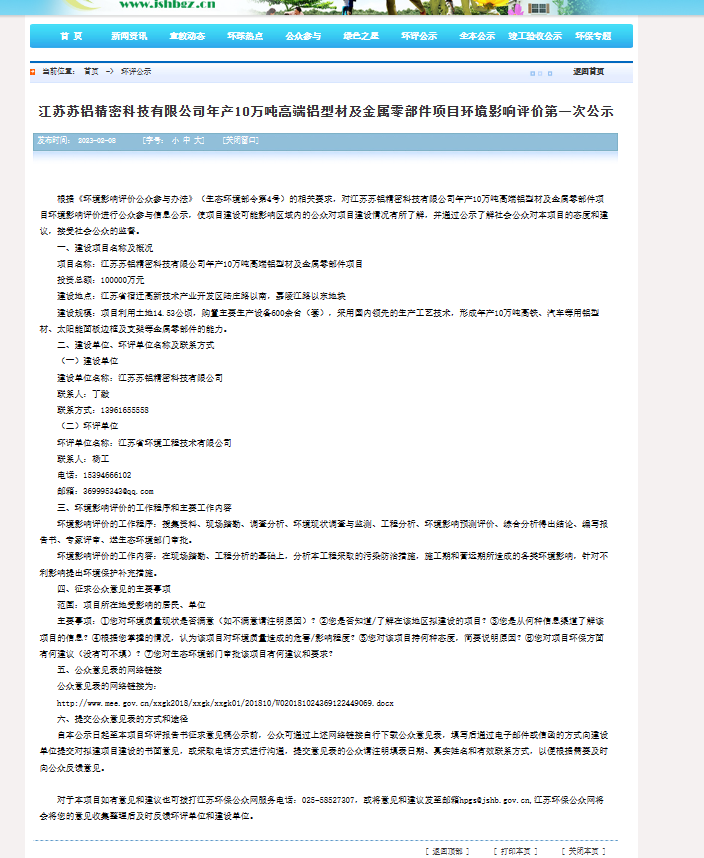 www.jshbgz.cn
首 页 新闻资讯 宣教动态 环保热点 公众参与 绿色之星 环评公示 全本公示 竣工验收公示 环保专题
当前位置： 首页 -> 环评公示 返回首页
江苏苏铝精密科技有限公司年产10万吨高端铝型材及金属零部件项目环境影响评价第一次公示
发布时间： 2023-02-08 [字号： 小 中 大] [关闭窗口]
根据《环境影响评价公众参与办法》（生态环境部令第4号）的相关要求，对江苏苏铝精密科技有限公司年产10万吨高端铝型材及金属零部件项
目环境影响评价进行公众参与信息公示，使项目建设可能影响区域内的公众对项目建设情况有所了解，并通过公示了解社会公众对本项目的态度和建
议，接受社会公众的监督。
一、建设项目名称及概况
项目名称：江苏苏铝精密科技有限公司年产10万吨高端铝型材及金属零部件项目
投资总额：100000万元
建设地点：江苏省宿迁高新技术产业开发区陆庄路以南，嘉陵江路以东地块
建设规模：项目利用土地14.53公顷，购置主要生产设备600余台（套），采用国内领先的生产工艺技术，形成年产10万吨高铁、汽车等用铝型
材、太阳能面板边框及支架等金属零部件的能力。
二、建设单位、环评单位名称及联系方式
（一）建设单位
建设单位名称：江苏苏铝精密科技有限公司
联系人：丁毅
联系方式：13961655558
（二）环评单位
环评单位名称：江苏省环境工程技术有限公司
联系人：杨工
电话：15394666102
邮箱：369995343@qq.com
三、环境影响评价的工作程序和主要工作内容
环境影响评价的工作程序：搜集资料、现场踏勘、调查分析、环境现状调查与监测、工程分析、环境影响预测评价、综合分析得出结论、编写报
告书、专家评审、送生态环境部门审批。
环境影响评价的工作内容：在现场踏勘、工程分析的基础上，分析本工程采取的污染防治措施，施工期和营运期所造成的各类环境影响，针对不
利影响提出环境保护补充措施。
四、征求公众意见的主要事项
范围：项目所在地受影响的居民、单位
主要事项：①您对环境质量现状是否满意（如不满意请注明原因）？②您是否知道/了解在该地区拟建设的项目？③您是从何种信息渠道了解该
项目的信息？④根据您掌握的情况，认为该项目对环境质量造成的危害/影响程度？⑤您对该项目持何种态度，简要说明原因？⑥您对项目环保方面
有何建议（没有可不填）？⑦您对生态环境部门审批该项目有何建议和要求？
五、公众意见表的网络链接
公众意见表的网络链接为：
http://www.mee.gov.cn/xxgk2018/xxgk/xxgk01/201810/W020181024369122449069.docx
六、提交公众意见表的方式和途径
自本公示日起至本项目环评报告书征求意见稿公示前，公众可通过上述网络链接自行下载公众意见表，填写后通过电子邮件或信函的方式向建设
单位提交对拟建项目建设的书面意见，或采取电话方式进行沟通，提交意见表的公众请注明填表日期、真实姓名和有效联系方式，以便根据需要及时
向公众反馈意见。
对于本项目如有意见和建议也可拨打江苏环保公众网服务电话：025-58527307，或将意见和建议发至邮箱hpgs@jshb.gov.cn,江苏环保公众网将
会将您的意见收集整理后及时反馈环评单位和建设单位。
[ 返回顶部 ] [ 打印本页 ] [ 关闭本页 ]